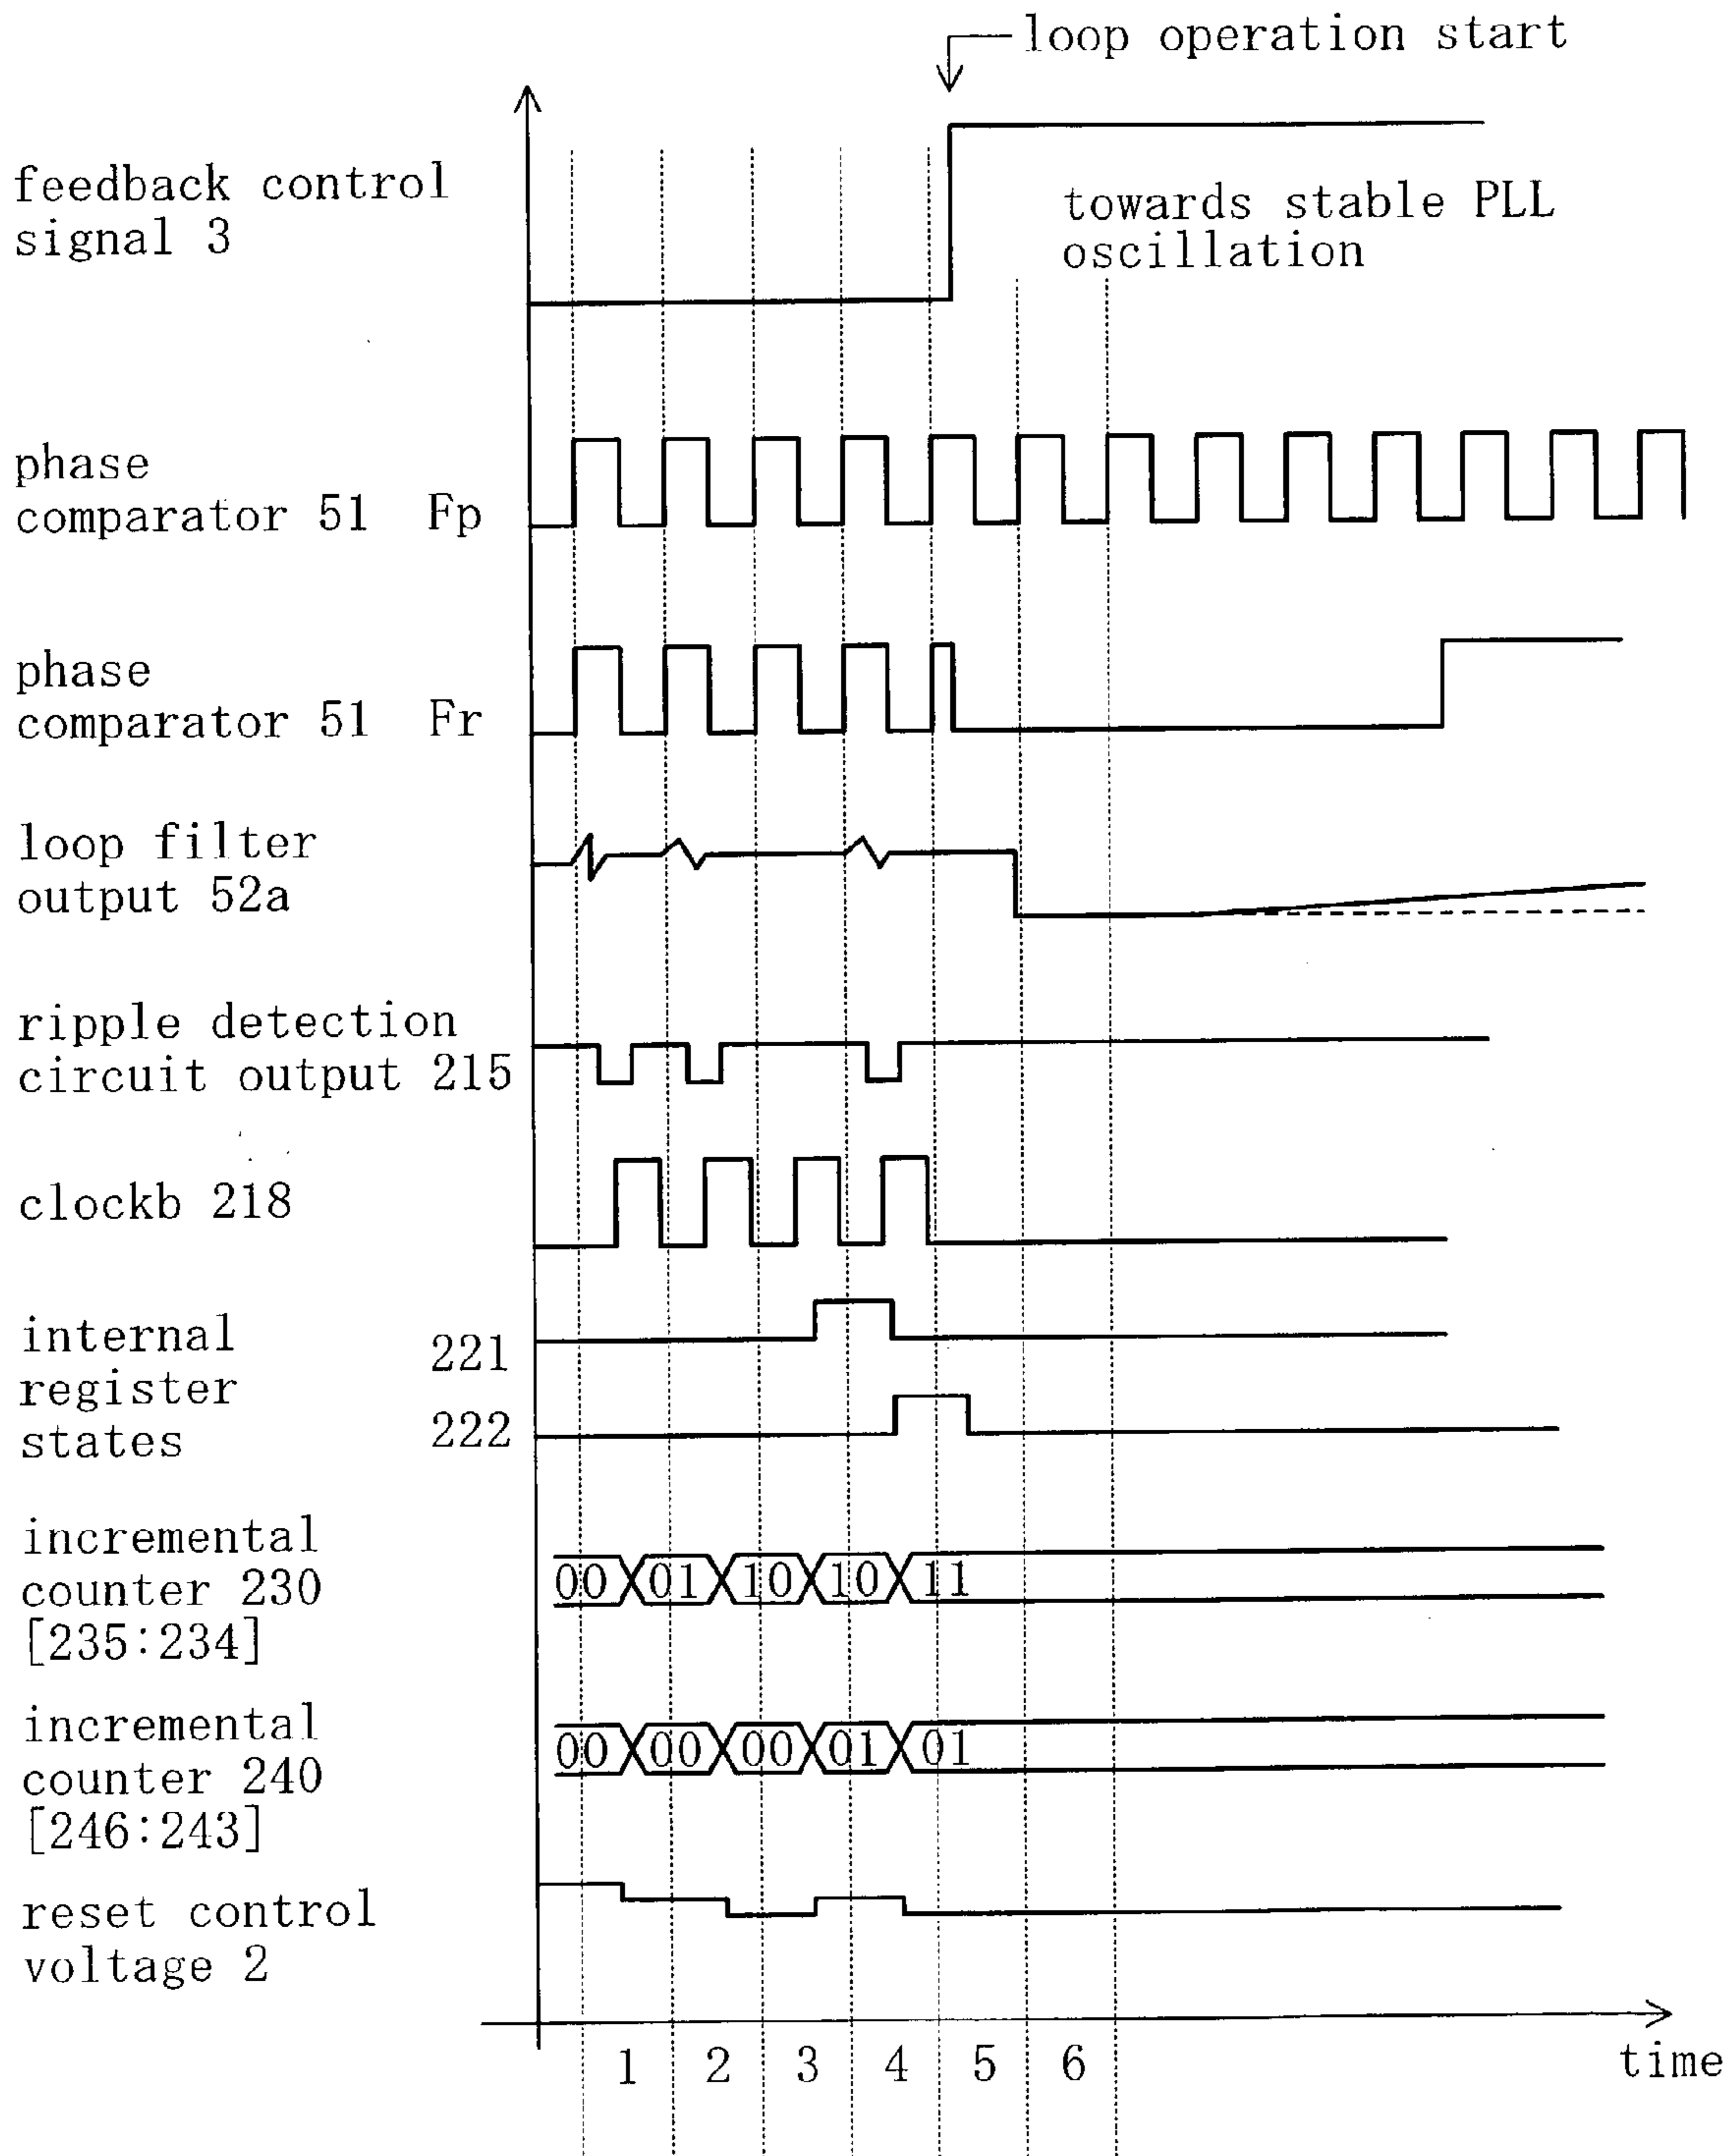 loop operation start
feedback control
signal 3
towards stable PLL
oscillation
phase
comparator 51 Fp
phase
comparator 51 Fr
loop filter
output 52a
ripple detection
circuit output 215
clockb 218
internal
register
states
221
222
incremental
counter 230
[235:234]
00 01 10 10 11
incremental
counter 240
[246:243]
00 00 00 01 01
reset control
voltage 2
1 2 3 4 5 6
time